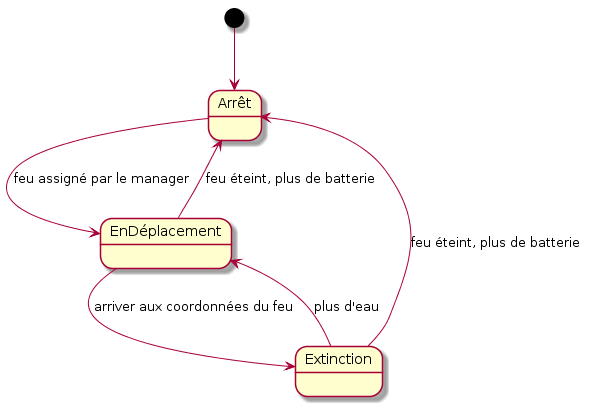 Arrêt
feu assigné par le manager
feu éteint, plus de batterie
EnDéplacement
feu éteint, plus de batterie
arriver aux coordonnées du feu
plus d'eau
Extinction